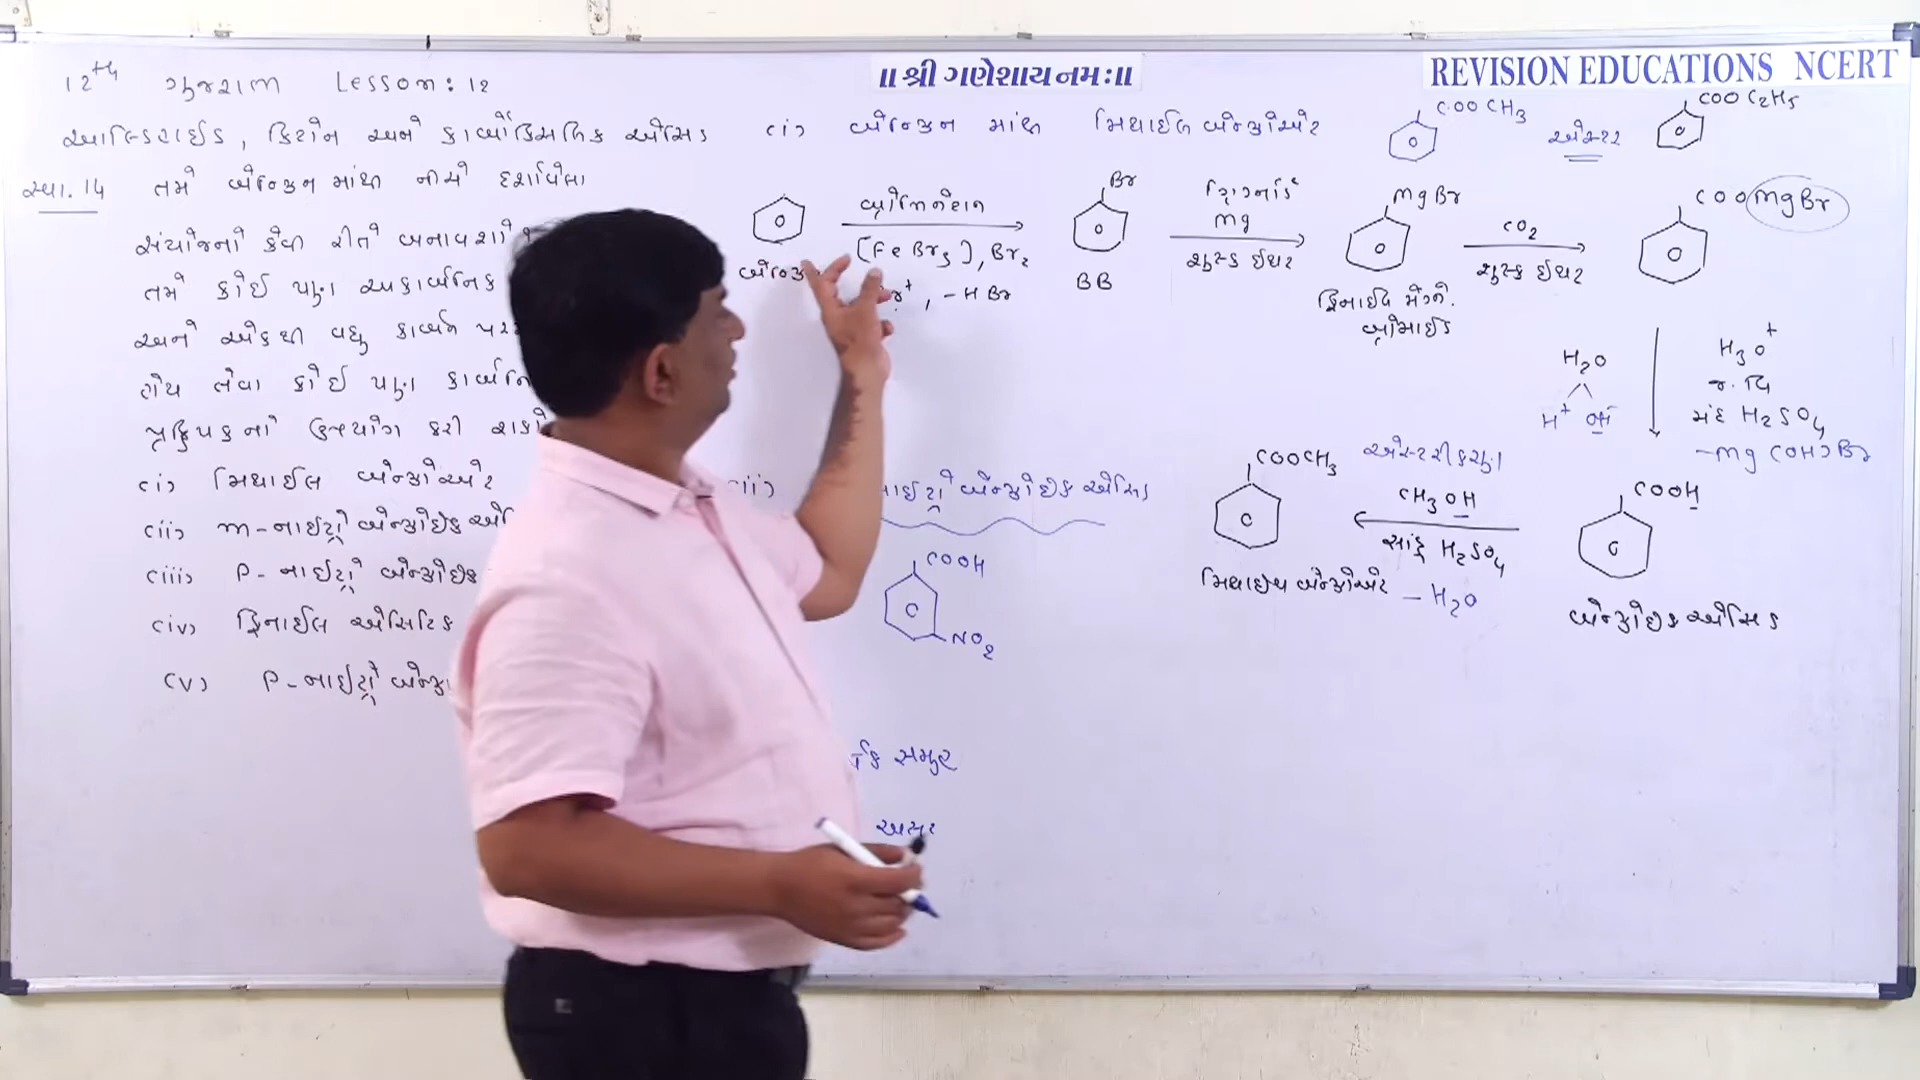 ॥ श्री ગણેશાય નમઃ॥
REVISION EDUCATIONS NCERT
12th ગુજરાત Lesson: 12
આલ્ડિહાઈડ, કિટોન અને કાર્બોક્સિલિક એસિડ
સ્વા. 14 તમે બેન્ઝિન માંથી નીચે દર્શાવેલા
સંયોજનો કેવી રીતે બનાવશો
તમે કોઈ પણ અકાર્બનિક
અને એકથી વધુ કાર્બન
હોય તેવા કોઈ પણ
પ્રક્રિયકનો ઉપયોગ કરી શકો
(i) મિથાઈલ બેન્ઝોએટ
(ii) m-નાઈટ્રો બેન્ઝોઈક
(iii) P-નાઈટ્રો બેન્ઝોઈક
(iv) ફિનાઈલ એસિટિક
(v) P-નાઈટ્રો
(i) બેન્ઝિન માંથી મિથાઈલ બેન્ઝોએટ
COOCH3
એસ્ટર
COOC2H5
બ્રોમિનેશન
[FeBr3], Br2
, -HBr
Br
BB
ગ્રિગ્નાર્ડ
Mg
શુષ્ક ઈથર
MgBr
ફિનાઈલ મેગ્ને.
બ્રોમાઈડ
CO2
શુષ્ક ઈથર
COOMgBr
H2O
H+ OH-
H3O+
જ. વિ
મંદ H2SO4
-Mg(OH)Br
COOH
બેન્ઝોઈક એસિડ
એસ્ટરીકરણ
CH3OH
સાંદ્ર H2SO4
-H2O
COOCH3
મિથાઈલ બેન્ઝોએટ
(ii) નાઈટ્રો બેન્ઝોઈક એસિડ
COOH
NO2
સમૂહ
અસર